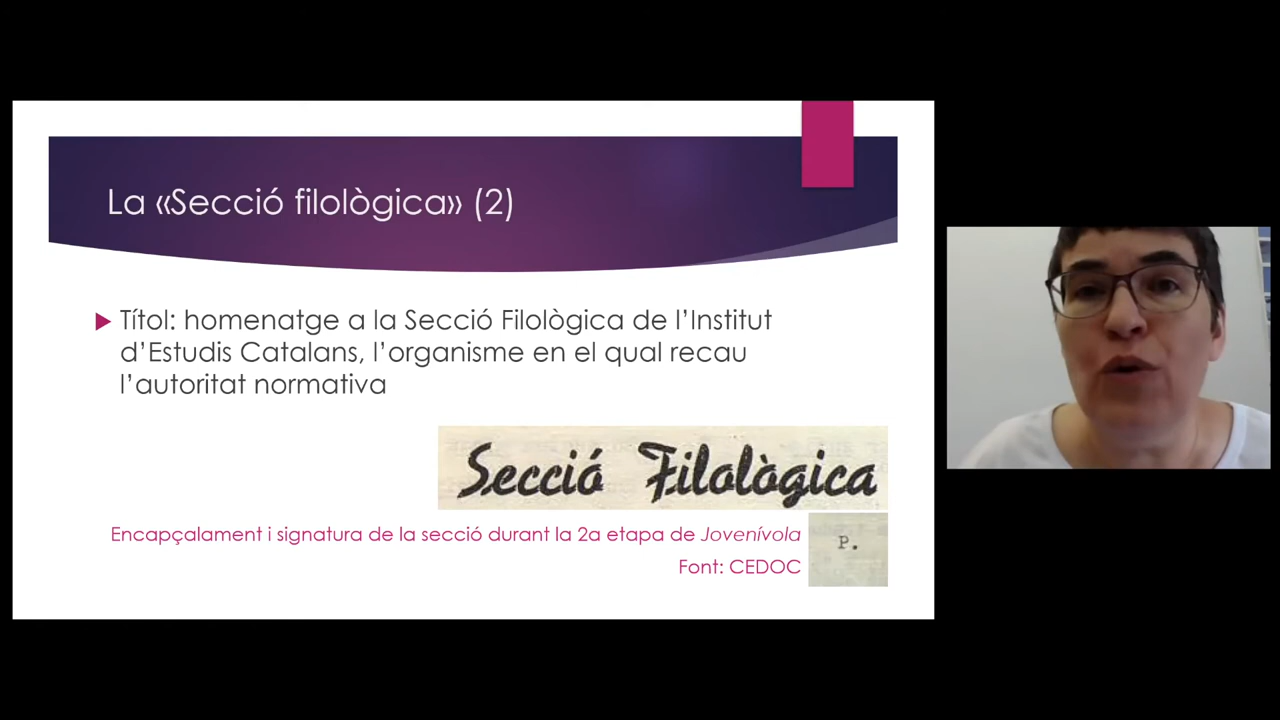 La «Secció filològica» (2)
Títol: homenatge a la Secció Filològica de l’Institut
d’Estudis Catalans, l’organisme en el qual recau
l’autoritat normativa
Secció Filològica
Encapçalament i signatura de la secció durant la 2a etapa de Jovenívola
P.
Font: CEDOC